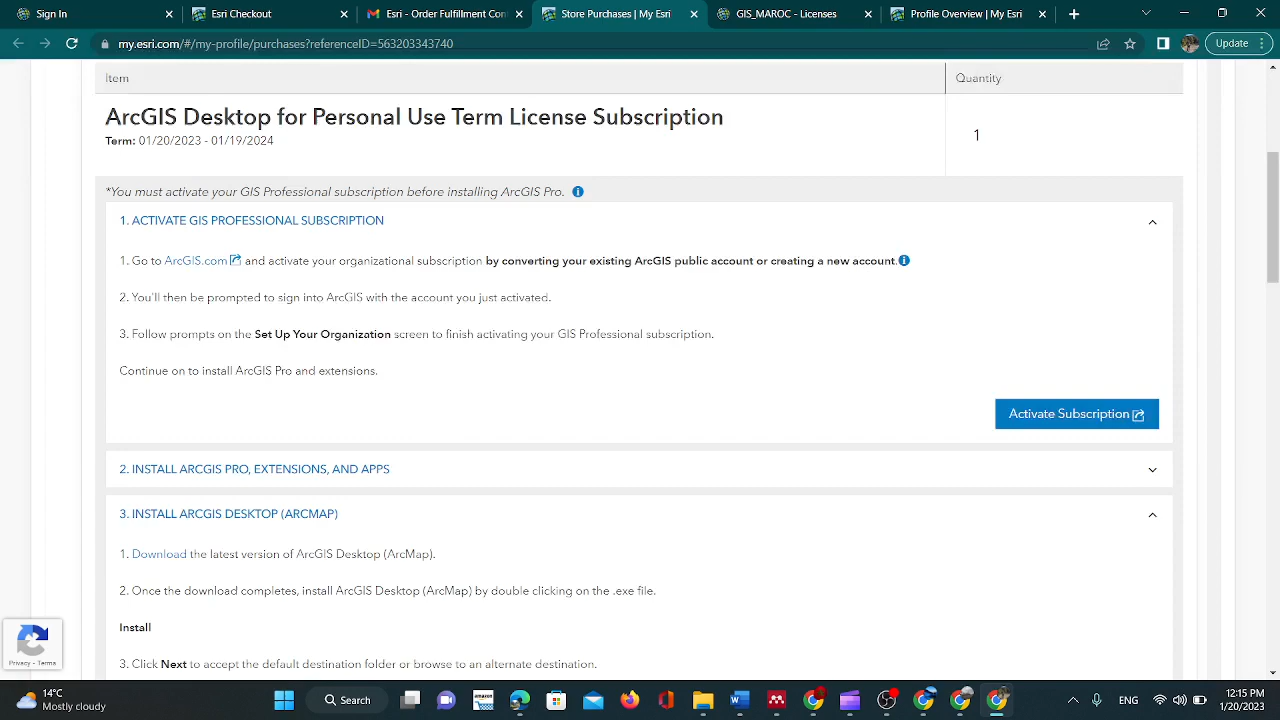 Sign In
Esri Checkout
Esri - Order Fulfillment Con
Store Purchases | My Esri
GIS_MAROC - Licenses
Profile Overview | My Esri
my.esri.com/#/my-profile/purchases?referenceID=563203343740
Update
Item
Quantity
ArcGIS Desktop for Personal Use Term License Subscription
Term: 01/20/2023 - 01/19/2024
1
*You must activate your GIS Professional subscription before installing ArcGIS Pro.
1. ACTIVATE GIS PROFESSIONAL SUBSCRIPTION
1. Go to ArcGIS.com and activate your organizational subscription by converting your existing ArcGIS public account or creating a new account.
2. You'll then be prompted to sign into ArcGIS with the account you just activated.
3. Follow prompts on the Set Up Your Organization screen to finish activating your GIS Professional subscription.
Continue on to install ArcGIS Pro and extensions.
Activate Subscription
2. INSTALL ARCGIS PRO, EXTENSIONS, AND APPS
3. INSTALL ARCGIS DESKTOP (ARCMAP)
1. Download the latest version of ArcGIS Desktop (ArcMap).
2. Once the download completes, install ArcGIS Desktop (ArcMap) by double clicking on the .exe file.
Install
3. Click Next to accept the default destination folder or browse to an alternate destination.
Privacy - Terms
14°C
Mostly cloudy
Search
amazon
ENG
12:15 PM
1/20/2023